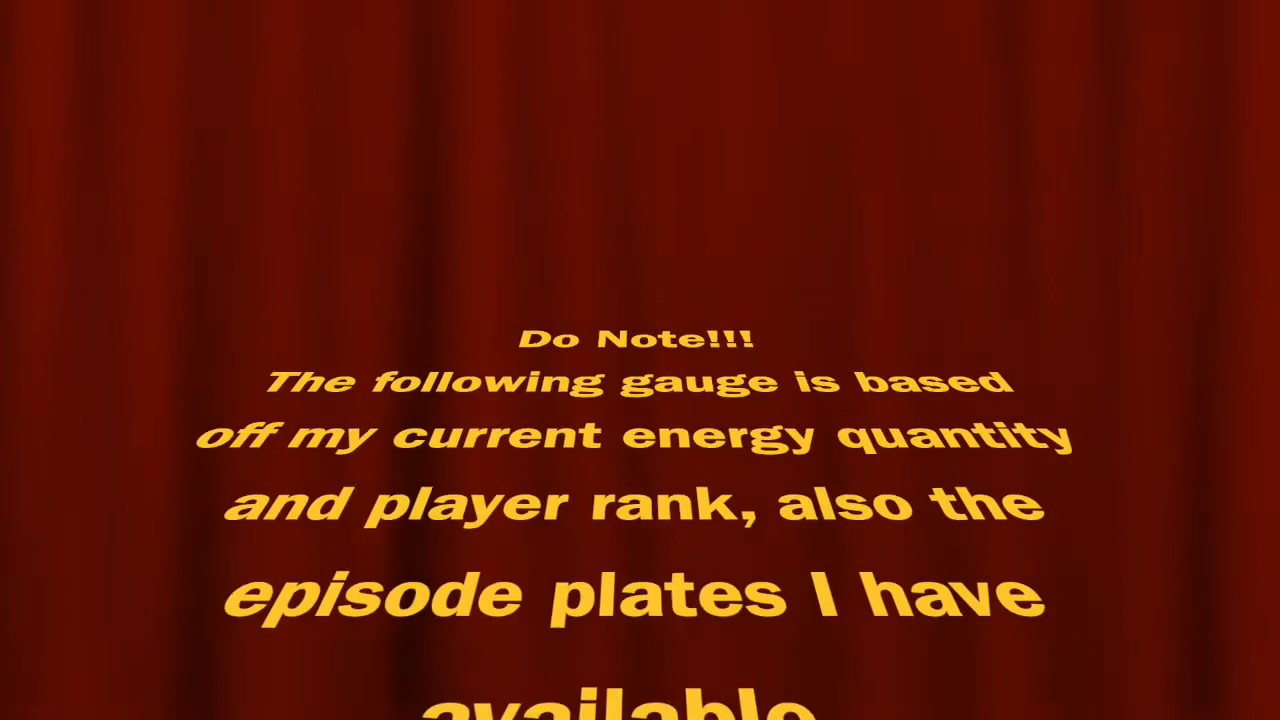 Do Note!!!
The following gauge is based
off my current energy quantity
and player rank, also the
episode plates I have
available